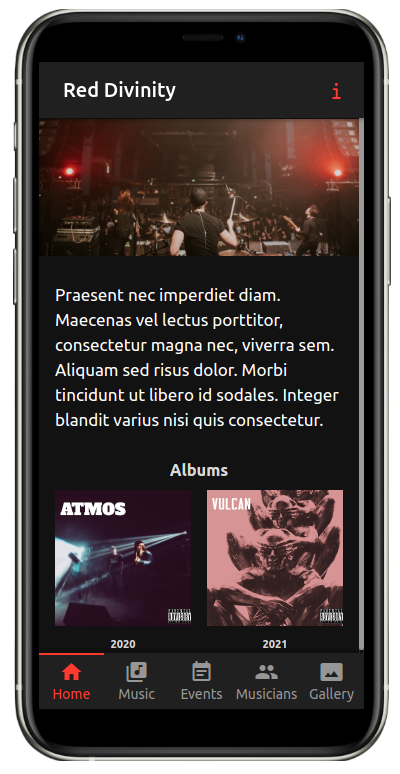 Red Divinity
i
Praesent nec imperdiet diam.
Maecenas vel lectus porttitor,
consectetur magna nec, viverra sem.
Aliquam sed risus dolor. Morbi
tincidunt ut libero id sodales. Integer
blandit varius nisi quis consectetur.
Albums
ATMOS
VULCAN
2020
2021
Home
Music
Events
Musicians
Gallery